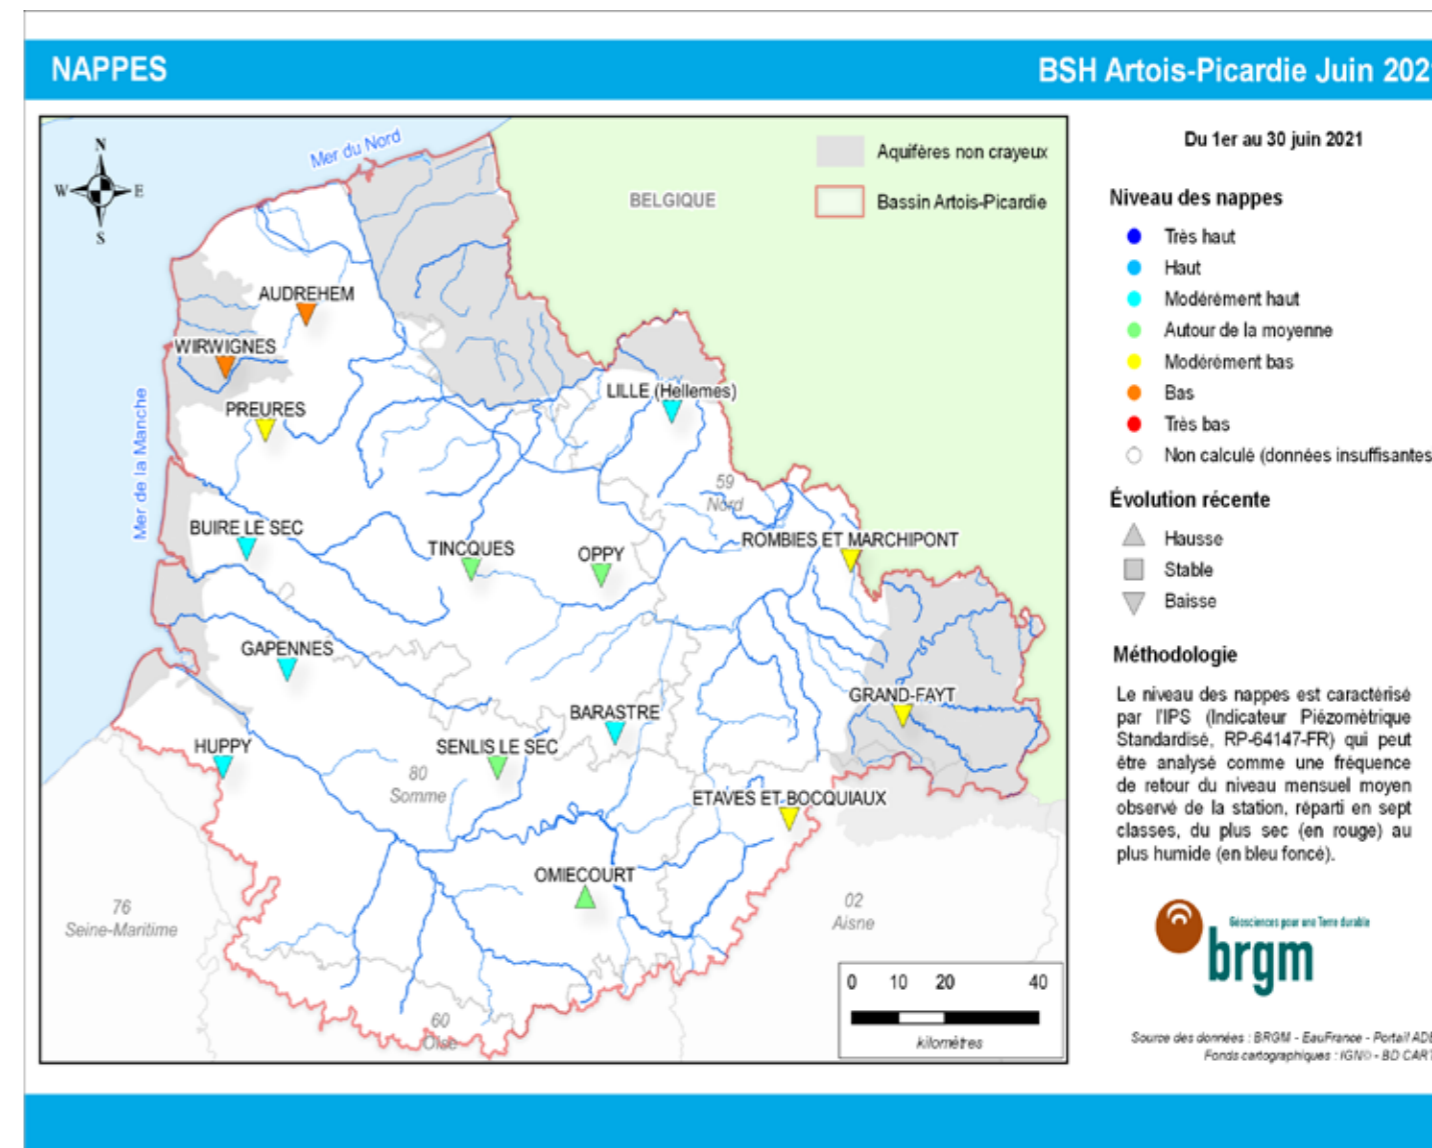 NAPPES
BSH Artois-Picardie Juin 202
N
W
E
S
Mer du Nord
BELGIQUE
Aquifères non crayeux
Bassin Artois-Picardie
AUDREHEM
WIRWIGNES
PREURES
LILLE (Hellemes)
Mer de la Manche
59
Nord
BUIRE LE SEC
TINCQUES
OPPY
ROMBIES ET MARCHIPONT
GAPENNES
GRAND-FAYT
BARASTRE
HUPPY
SENLIS LE SEC
80
Somme
ETAVES ET BOCQUIAUX
OMIECOURT
76
Seine-Maritime
02
Aisne
60
Oise
0 10 20 40
kilomètres
Du 1er au 30 juin 2021
Niveau des nappes
Très haut
Haut
Modérément haut
Autour de la moyenne
Modérément bas
Bas
Très bas
Non calculé (données insuffisantes
Évolution récente
Hausse
Stable
Baisse
Méthodologie
Le niveau des nappes est caractérisé
par l'IPS (Indicateur Piézométrique
Standardisé, RP-64147-FR) qui peut
être analysé comme une fréquence
de retour du niveau mensuel moyen
observé de la station, réparti en sept
classes, du plus sec (en rouge) au
plus humide (en bleu foncé).
Géosciences pour une Terre durable
brgm
Source des données : BRGM - EauFrance - Portail ADE
Fonds cartographiques : IGN© - BD CART